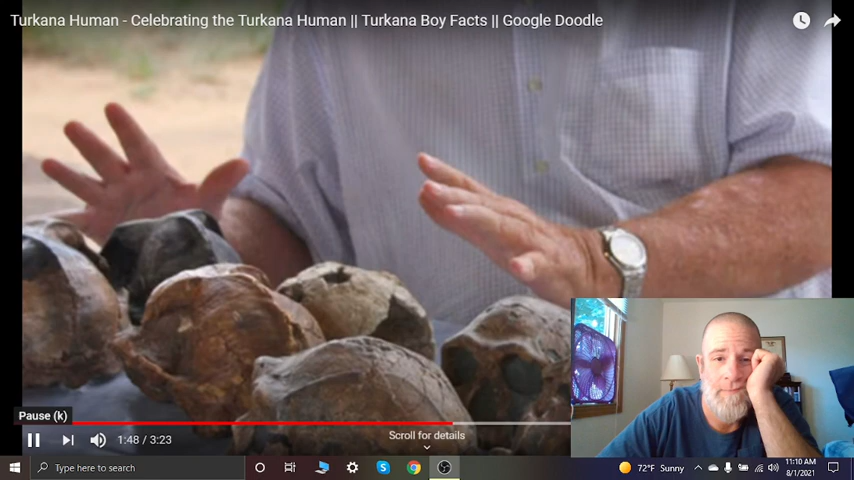 Turkana Human - Celebrating the Turkana Human || Turkana Boy Facts || Google Doodle
Pause (k)
1:48 / 3:23
Scroll for details
Type here to search
72°F Sunny
11:10 AM
8/1/2021